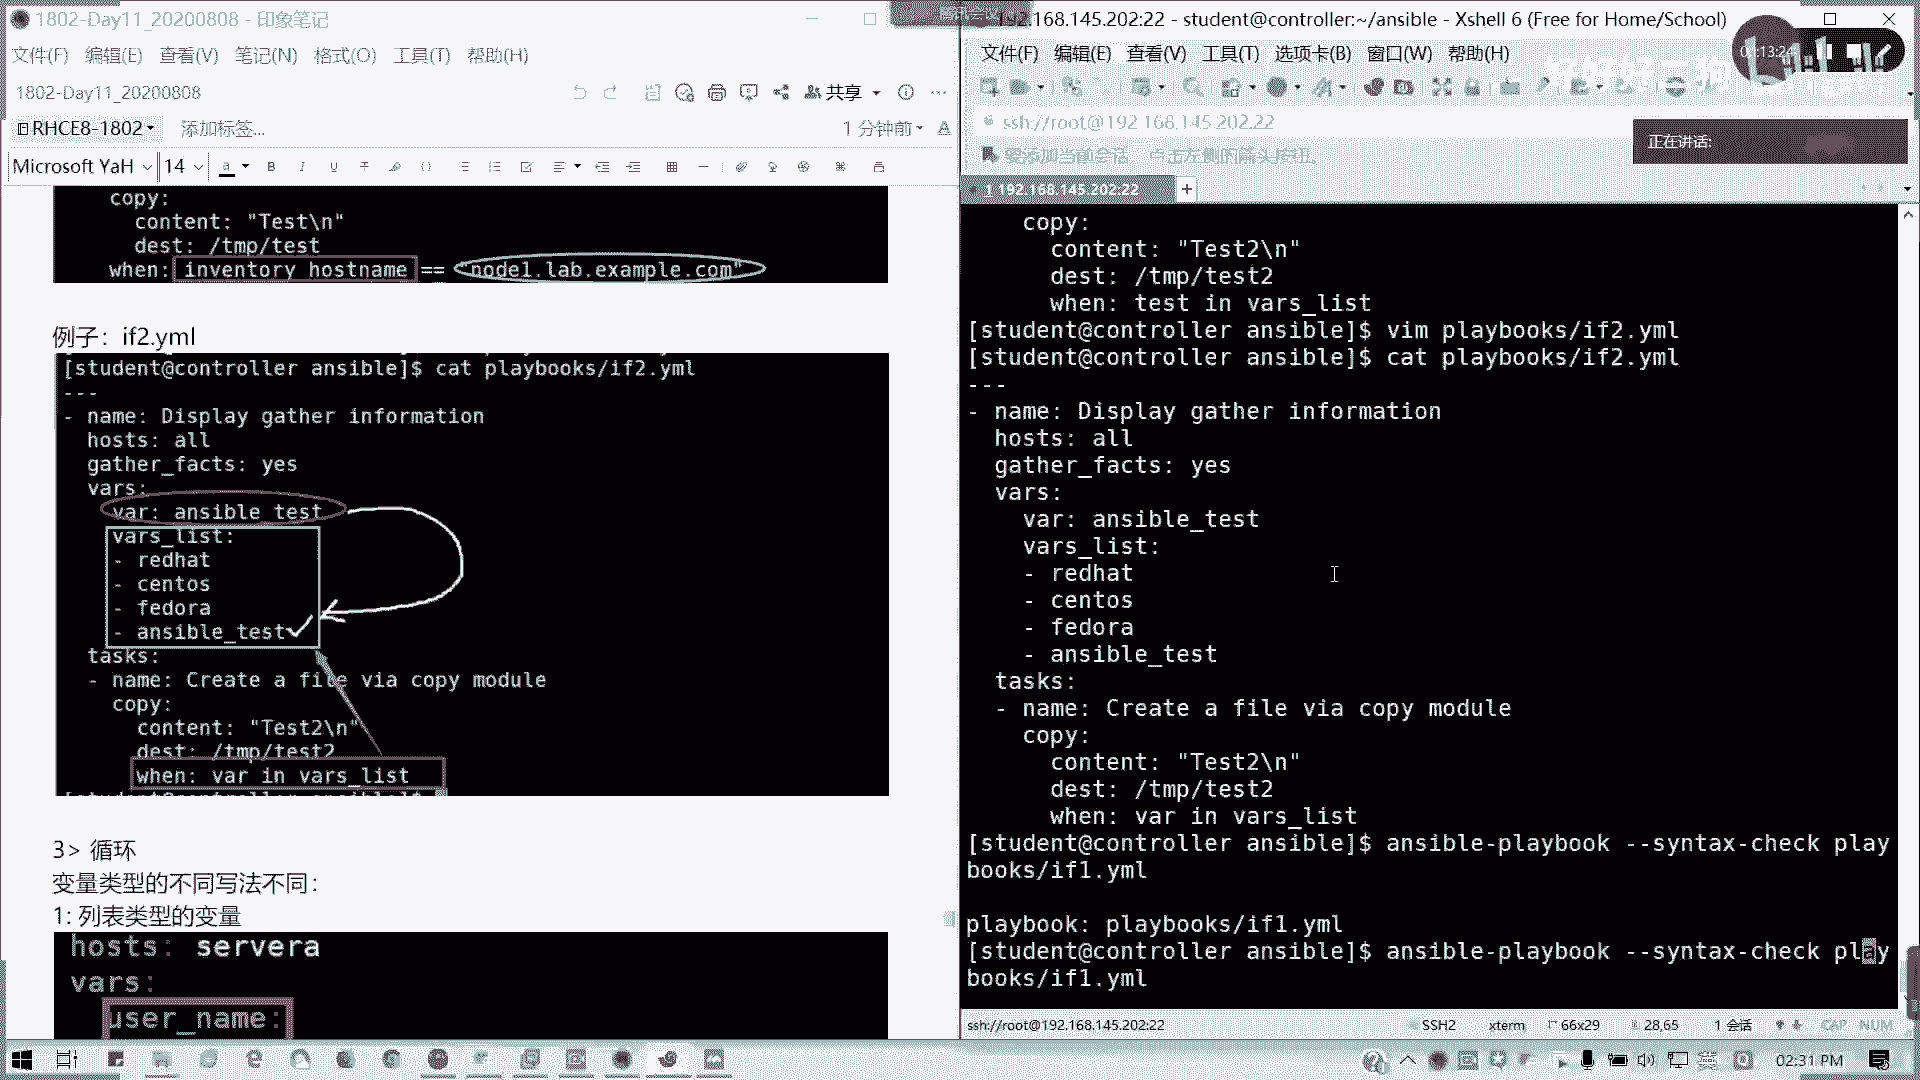 1802-Day11_20200808 - 印象笔记
文件(F) 编辑(E) 查看(V) 笔记(N) 格式(O) 工具(T) 帮助(H)
1802-Day11_20200808
共享
RHCE8-1802
添加标签...
1 分钟前
Microsoft YaH
14
copy:
content: "Test\n"
dest: /tmp/test
when: inventory_hostname == "node1.lab.example.com"
例子：if2.yml
[student@controller ansible]$ cat playbooks/if2.yml
---
- name: Display gather information
hosts: all
gather_facts: yes
vars:
var: ansible_test
vars_list:
- redhat
- centos
- fedora
- ansible_test
tasks:
- name: Create a file via copy module
copy:
content: "Test2\n"
dest: /tmp/test2
when: var in vars_list
3> 循环
变量类型的不同写法不同：
1: 列表类型的变量
hosts: servera
vars:
user_name:
腾讯会议
192.168.145.202:22 - student@controller:~/ansible - Xshell 6 (Free for Home/School)
文件(F) 编辑(E) 查看(V) 工具(T) 选项卡(B) 窗口(W) 帮助(H)
ssh://root@192.168.145.202:22
要添加当前会话，点击左侧的箭头按钮。
正在讲话:
1 192.168.145.202:22
copy:
content: "Test2\n"
dest: /tmp/test2
when: test in vars_list
[student@controller ansible]$ vim playbooks/if2.yml
[student@controller ansible]$ cat playbooks/if2.yml
---
- name: Display gather information
hosts: all
gather_facts: yes
vars:
var: ansible_test
vars_list:
- redhat
- centos
- fedora
- ansible_test
tasks:
- name: Create a file via copy module
copy:
content: "Test2\n"
dest: /tmp/test2
when: var in vars_list
[student@controller ansible]$ ansible-playbook --syntax-check play
books/if1.yml
playbook: playbooks/if1.yml
[student@controller ansible]$ ansible-playbook --syntax-check play
books/if1.yml
ssh://root@192.168.145.202:22
SSH2
xterm
66x29
28,65
1 会话
CAP NUM
英
02:31 PM